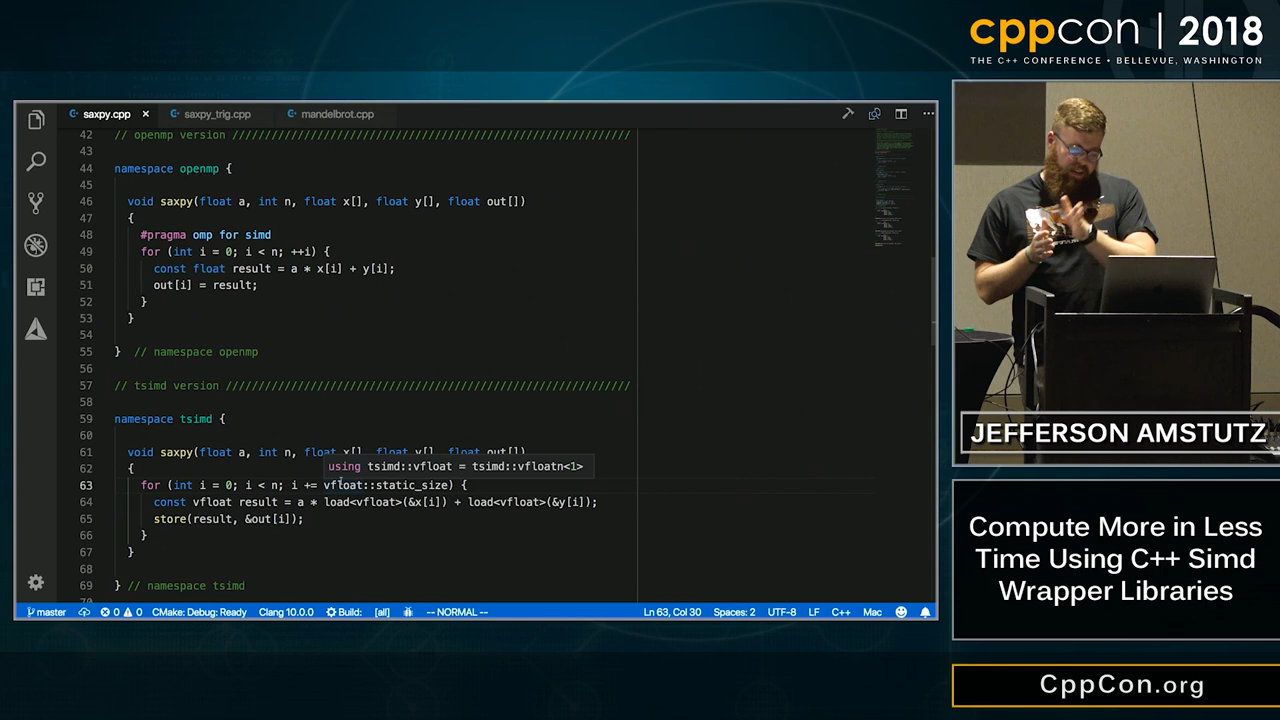 cppcon | 2018
THE C++ CONFERENCE • BELLEVUE, WASHINGTON
saxpy.cpp
saxpy_trig.cpp
mandelbrot.cpp
42 // openmp version //////////////////////////////////////////////////////////////
43
44 namespace openmp {
45
46 void saxpy(float a, int n, float x[], float y[], float out[])
47 {
48 #pragma omp for simd
49 for (int i = 0; i < n; ++i) {
50 const float result = a * x[i] + y[i];
51 out[i] = result;
52 }
53 }
54
55 } // namespace openmp
56
57 // tsimd version //////////////////////////////////////////////////////////////
58
59 namespace tsimd {
60
61 void saxpy(float a, int n, float x[], float y[], float out[])
using tsimd::vfloat = tsimd::vfloatn<1>
62 {
63 for (int i = 0; i < n; i += vfloat::static_size) {
64 const vfloat result = a * load<vfloat>(&x[i]) + load<vfloat>(&y[i]);
65 store(result, &out[i]);
66 }
67 }
68
69 } // namespace tsimd
master 0 0 CMake: Debug: Ready Clang 10.0.0 Build: [all] -- NORMAL -- Ln 63, Col 30 Spaces: 2 UTF-8 LF C++ Mac
JEFFERSON AMSTUTZ
Compute More in Less
Time Using C++ Simd
Wrapper Libraries
CppCon.org